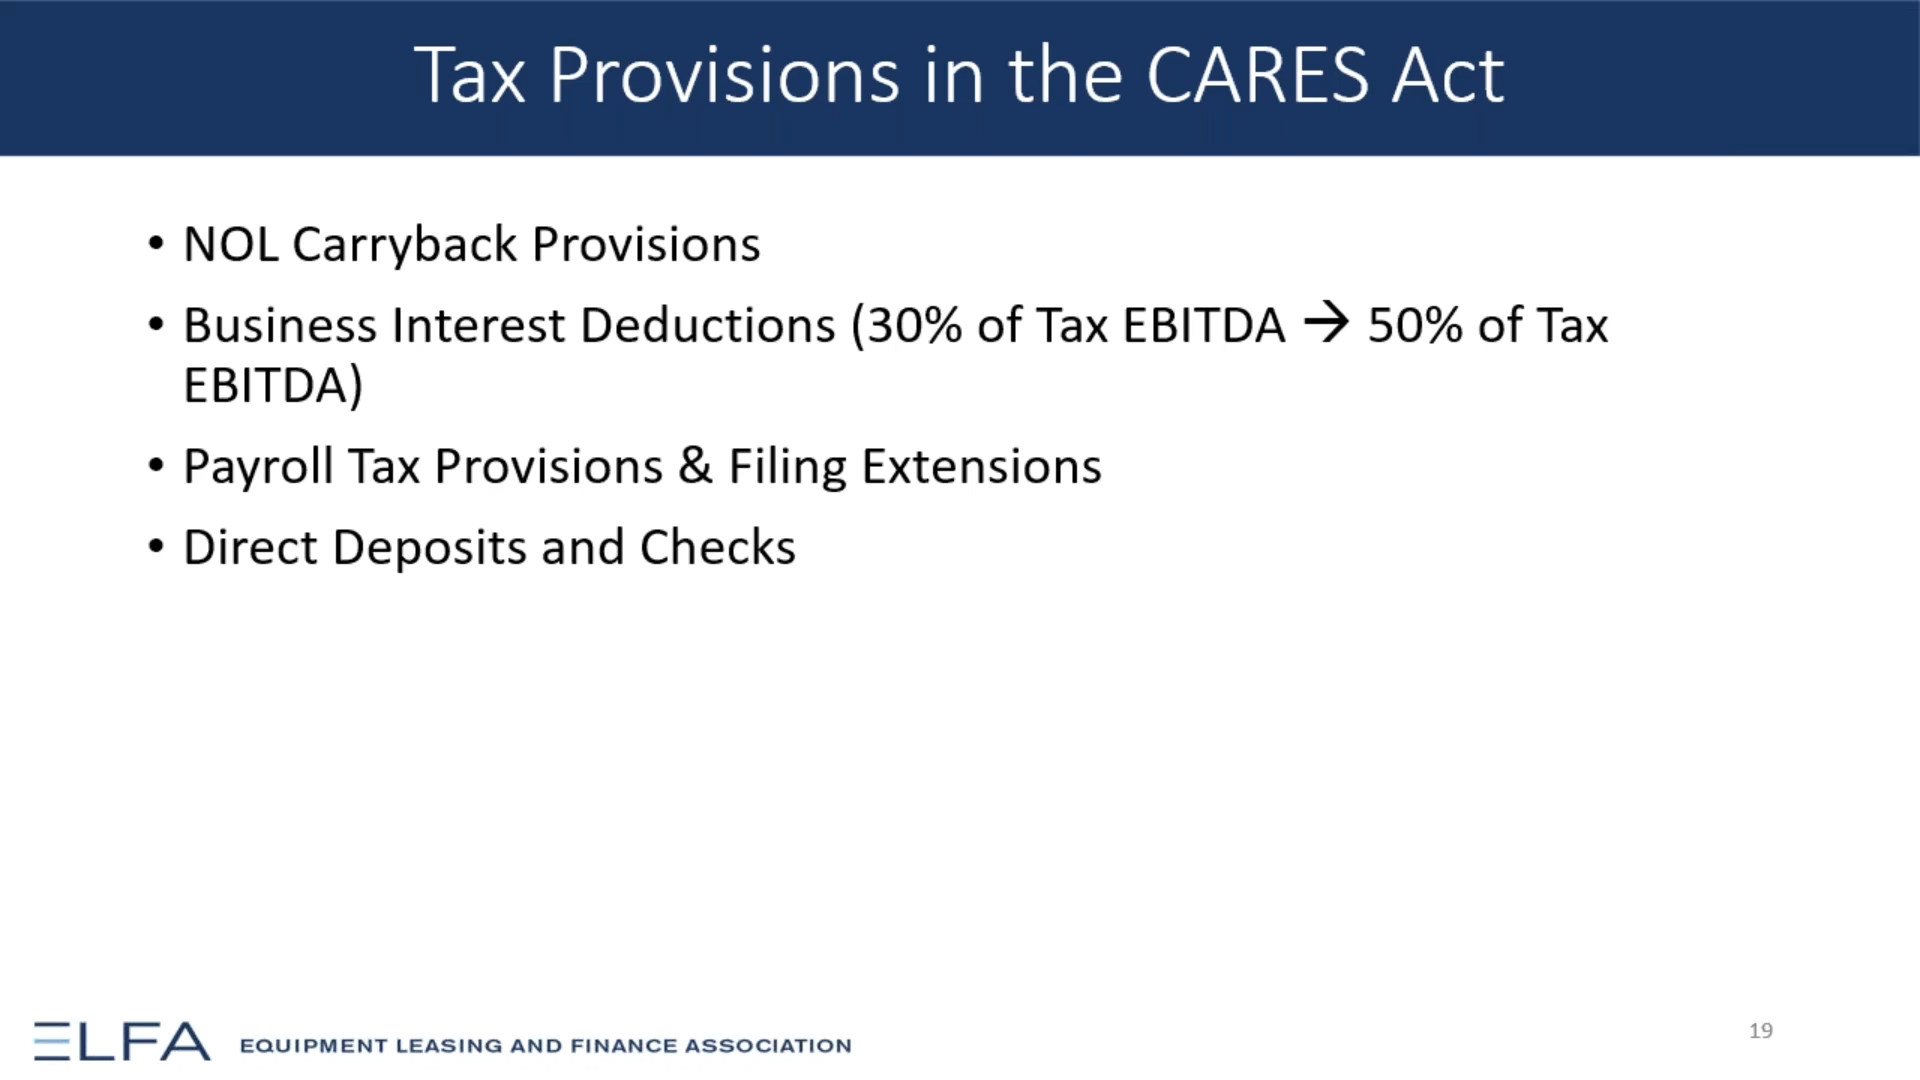 Tax Provisions in the CARES Act
• NOL Carryback Provisions
• Business Interest Deductions (30% of Tax EBITDA → 50% of Tax
EBITDA)
• Payroll Tax Provisions & Filing Extensions
• Direct Deposits and Checks
ELFA EQUIPMENT LEASING AND FINANCE ASSOCIATION
19